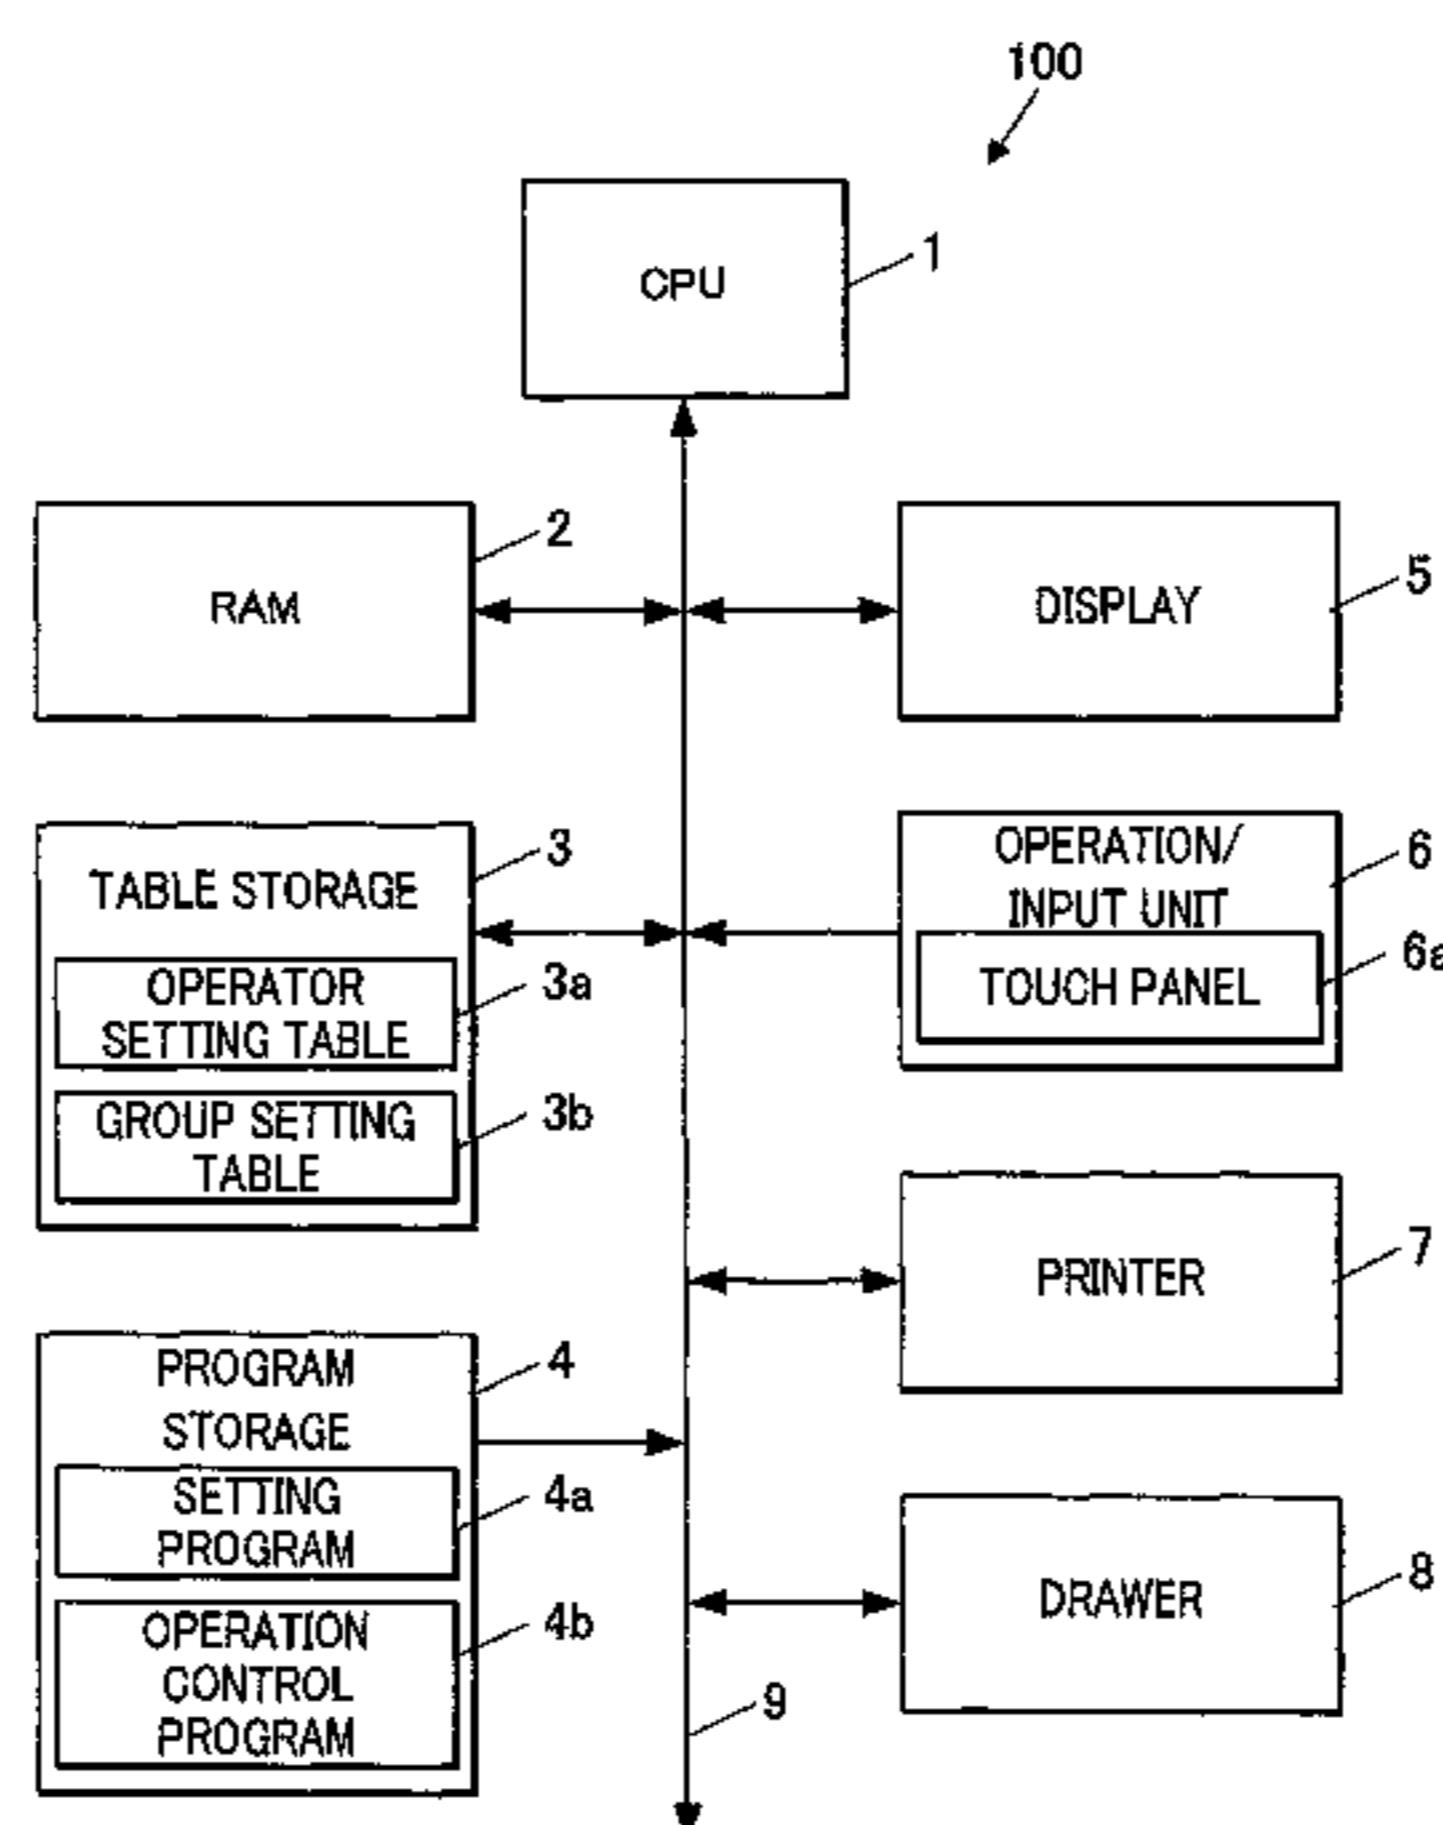 100
CPU
1
RAM
2
DISPLAY
5
TABLE STORAGE
3
OPERATOR
SETTING TABLE
3a
GROUP SETTING
TABLE
3b
OPERATION/
INPUT UNIT
6
TOUCH PANEL
6a
PRINTER
7
PROGRAM
STORAGE
4
SETTING
PROGRAM
4a
OPERATION
CONTROL
PROGRAM
4b
DRAWER
8
9